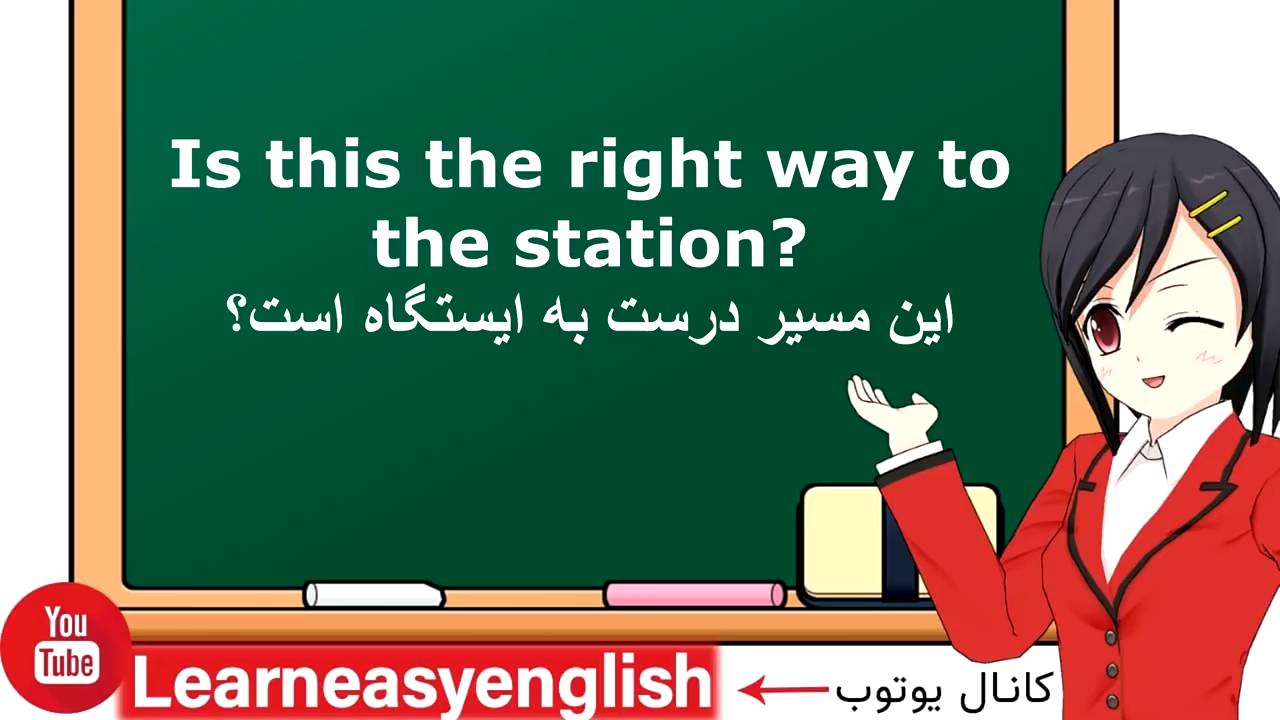 Is this the right way to
the station?
این مسیر درست به ایستگاه است؟
You
Tube
Learneasyenglish
کانال یوتوب